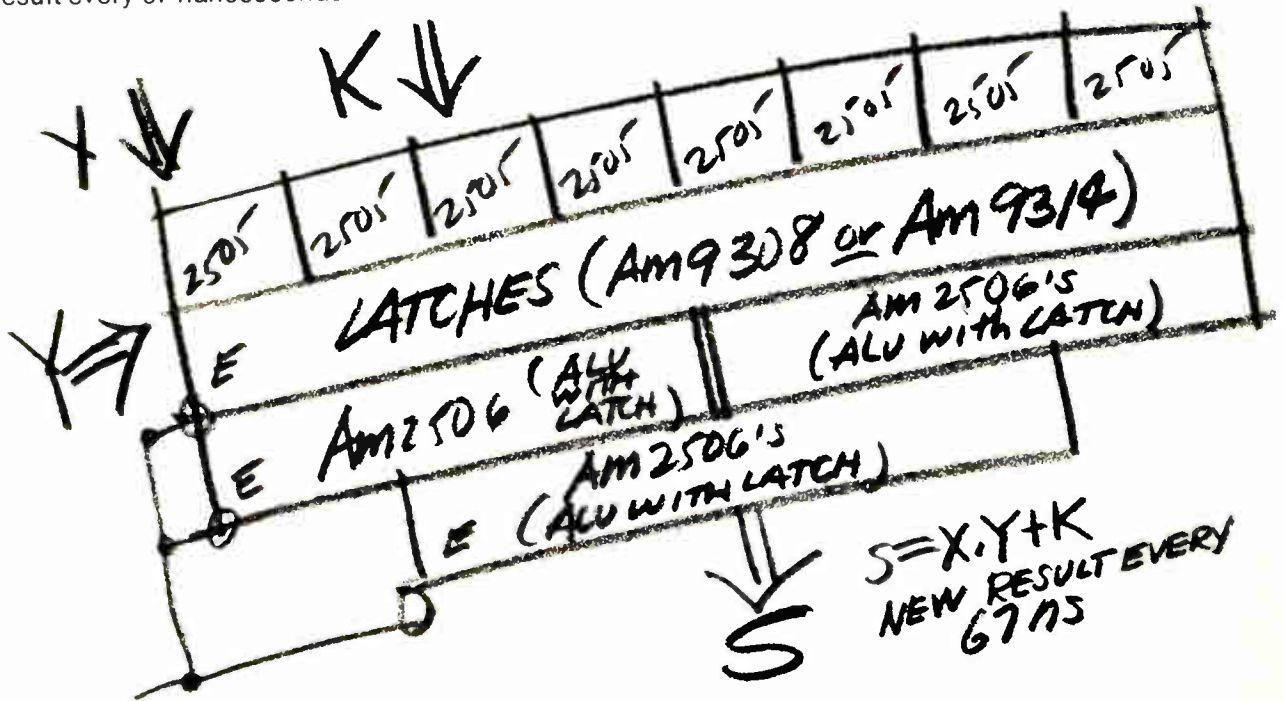 result every 67 nanoseconds
K
Y
2505 2505 2505 2505 2505 2505 2505 2505
LATCHES (Am9308 or Am9314)
Y
E
Am2506 (ALU
WITH
LATCH)
Am2506's
(ALU with LATCH)
E
Am2506's
(ALU WITH LATCH)
E
S
S=X.Y+K
NEW RESULT EVERY
67ns